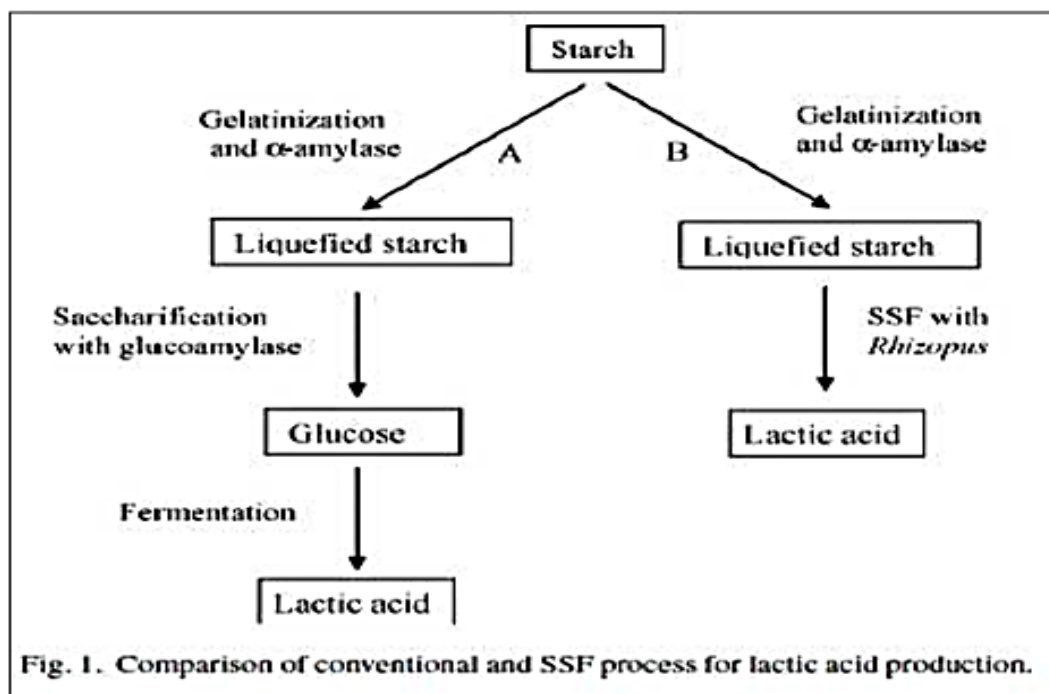 Starch
Gelatinization
and α-amylase
A
B
Gelatinization
and α-amylase
Liquefied starch
Liquefied starch
Saccharification
with glucoamylase
SSF with
Rhizopus
Glucose
Lactic acid
Fermentation
Lactic acid
Fig. 1. Comparison of conventional and SSF process for lactic acid production.